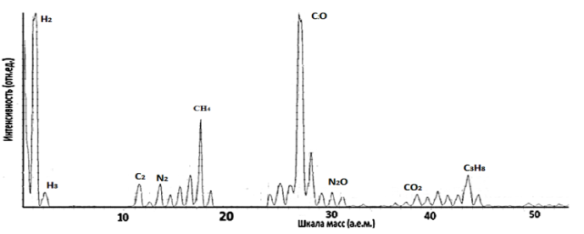 H2
CO
Интенсивность (отн.ед.)
CH4
H3
C2
N2
N2O
CO2
C3H8
10
20
30
40
50
Шкала масс (а.е.м.)